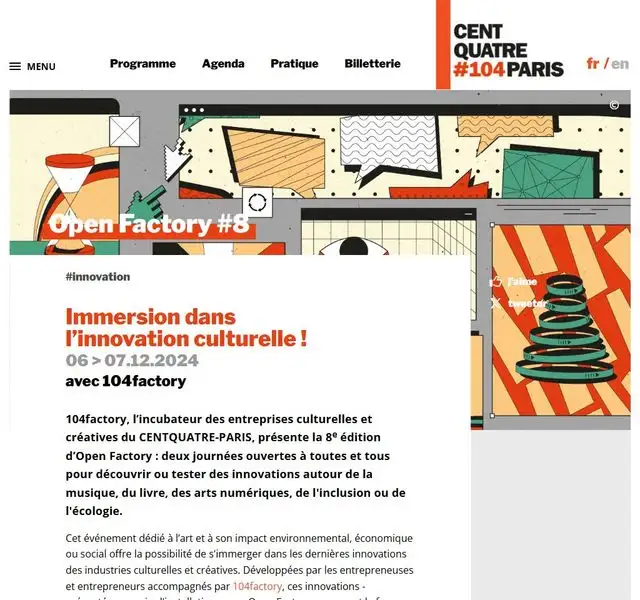 CENT
QUATRE
#104PARIS
MENU
Programme
Agenda
Pratique
Billetterie
fr / en
©
Open Factory #8
j'aime
tweeter
#innovation
Immersion dans
l'innovation culturelle !
06 > 07.12.2024
avec 104factory
104factory, l'incubateur des entreprises culturelles et
créatives du CENTQUATRE-PARIS, présente la 8e édition
d'Open Factory : deux journées ouvertes à toutes et tous
pour découvrir ou tester des innovations autour de la
musique, du livre, des arts numériques, de l'inclusion ou de
l'écologie.
Cet événement dédié à l'art et à son impact environnemental, économique
ou social offre la possibilité de s'immerger dans les dernières innovations
des industries culturelles et créatives. Développées par les entrepreneuses
et entrepreneurs accompagnés par 104factory, ces innovations -